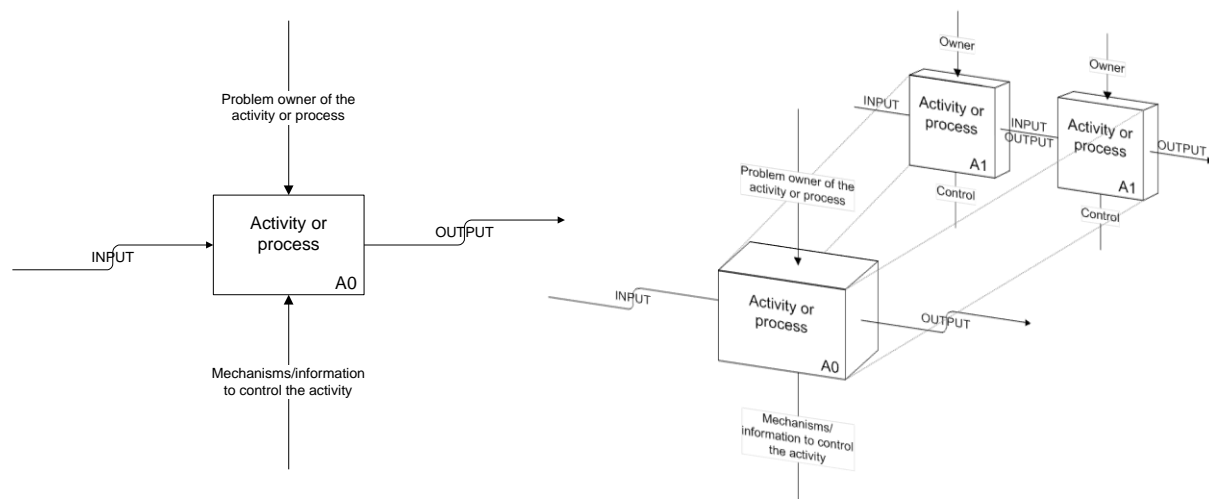 Problem owner of the
activity or process
INPUT
Activity or
process
A0
OUTPUT
Mechanisms/information
to control the activity
Owner
INPUT
Activity or
process
A1
Control
INPUT
OUTPUT
Owner
Activity or
process
A1
Control
OUTPUT
Problem owner of the
activity or process
INPUT
Activity or
process
A0
OUTPUT
Mechanisms/
information to control
the activity